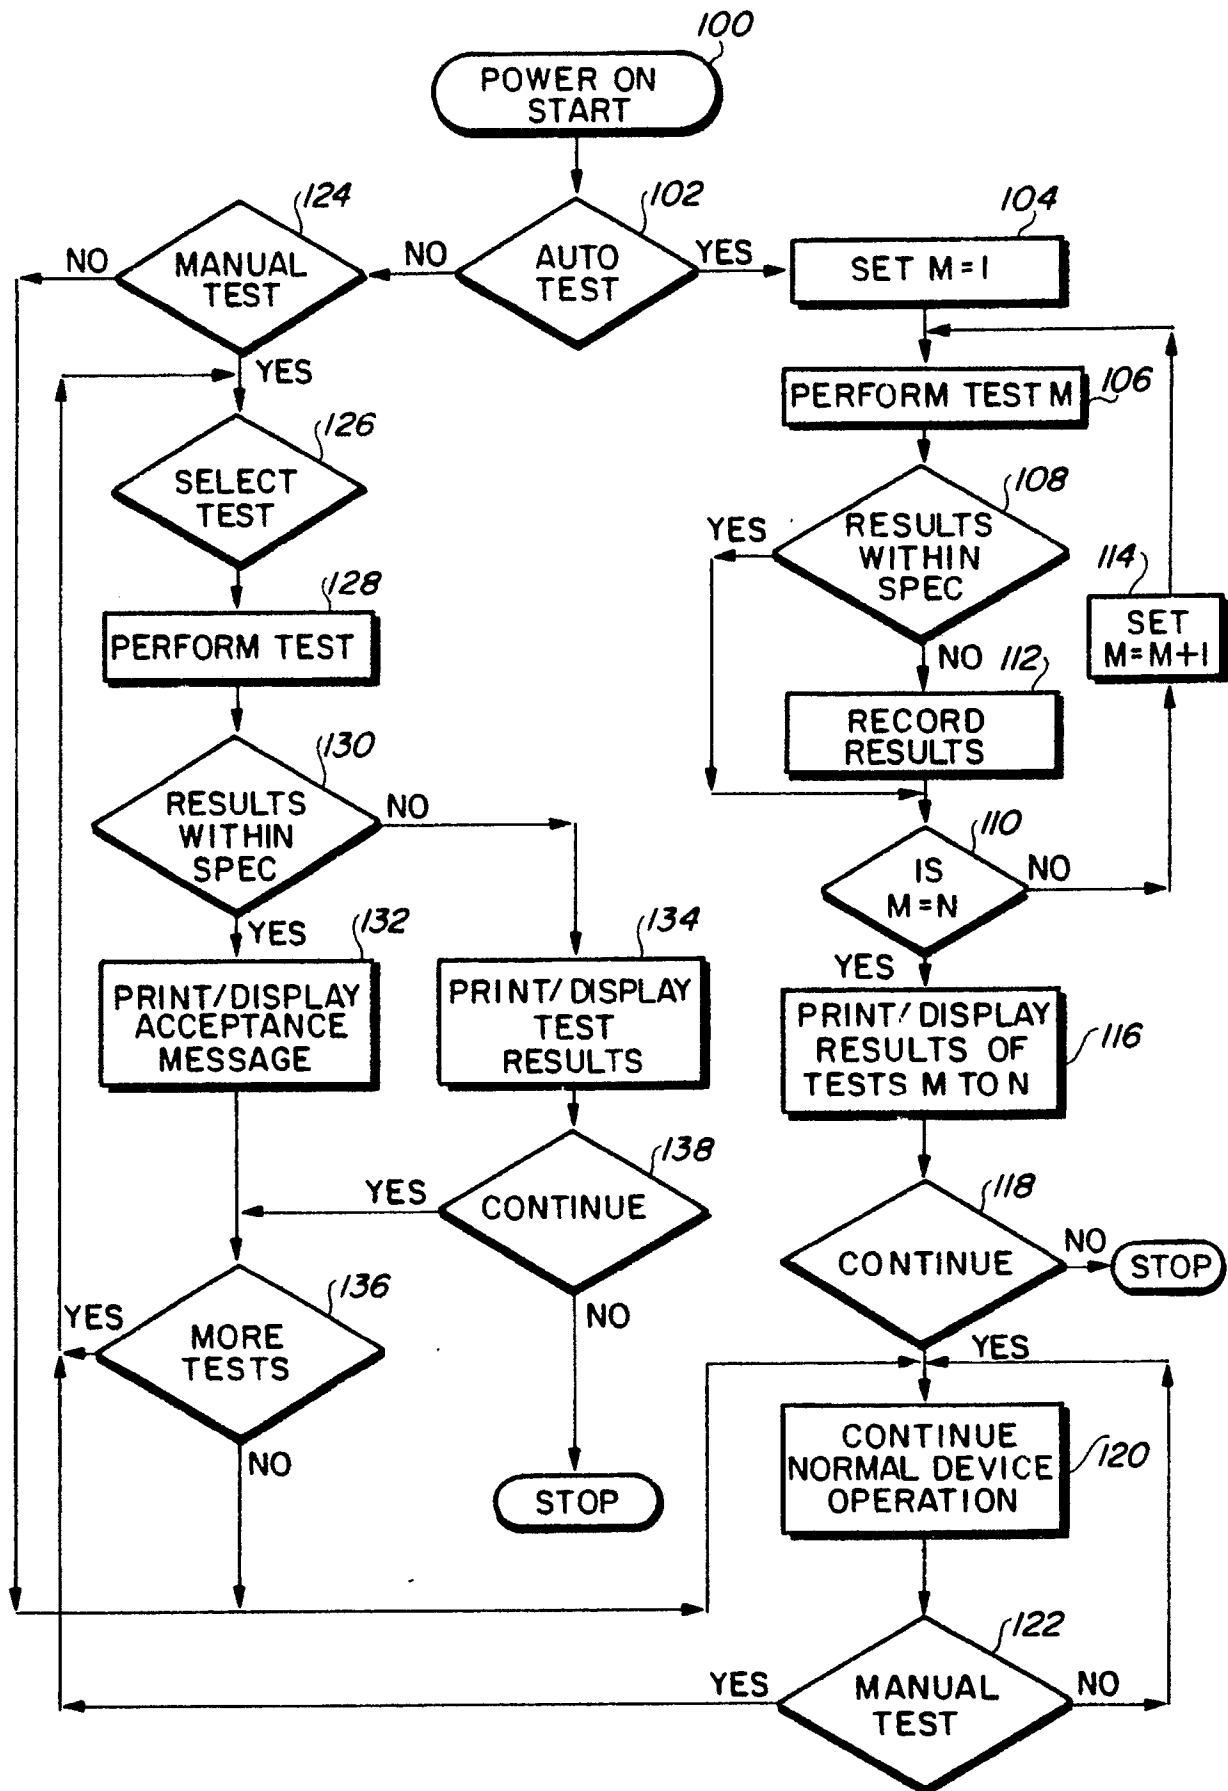 100
POWER ON
START
124
102
104
NO
MANUAL
TEST
NO
AUTO
TEST
YES
SET M=1
YES
PERFORM TEST M
106
126
SELECT
TEST
108
YES
RESULTS
WITHIN
SPEC
114
SET
M=M+1
128
PERFORM TEST
NO
112
RECORD
RESULTS
130
RESULTS
WITHIN
SPEC
NO
110
IS
M=N
NO
YES
132
134
YES
PRINT/DISPLAY
ACCEPTANCE
MESSAGE
PRINT/DISPLAY
TEST
RESULTS
PRINT/DISPLAY
RESULTS OF
TESTS M TO N
116
138
YES
CONTINUE
118
CONTINUE
NO
STOP
136
YES
MORE
TESTS
NO
YES
NO
CONTINUE
NORMAL DEVICE
OPERATION
120
STOP
122
YES
MANUAL
TEST
NO